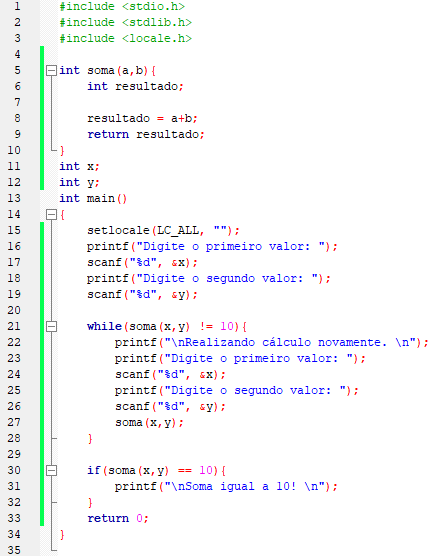 1 #include <stdio.h>
2 #include <stdlib.h>
3 #include <locale.h>
4
5 int soma(a,b){
6     int resultado;
7
8     resultado = a+b;
9     return resultado;
10 }
11 int x;
12 int y;
13 int main()
14 {
15     setlocale(LC_ALL, "");
16     printf("Digite o primeiro valor: ");
17     scanf("%d", &x);
18     printf("Digite o segundo valor: ");
19     scanf("%d", &y);
20
21     while(soma(x,y) != 10){
22         printf("\nRealizando cálculo novamente. \n");
23         printf("Digite o primeiro valor: ");
24         scanf("%d", &x);
25         printf("Digite o segundo valor: ");
26         scanf("%d", &y);
27         soma(x,y);
28     }
29
30     if(soma(x,y) == 10){
31         printf("\nSoma igual a 10! \n");
32     }
33     return 0;
34 }
35